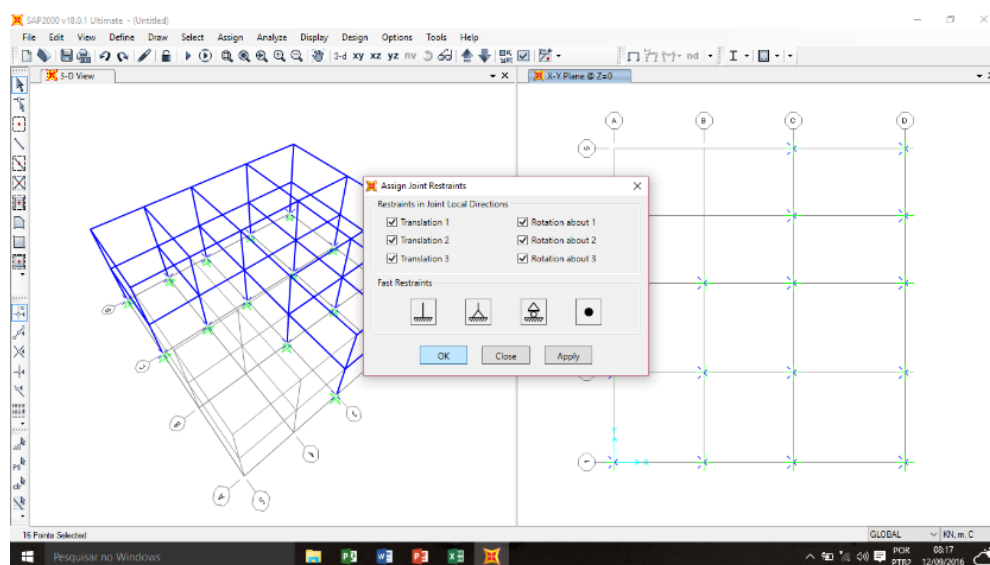 SAP2000 v18.0.1 Ultimate - (Untitled)
File Edit View Define Draw Select Assign Analyze Display Design Options Tools Help
3-d xy xz yz nv
nd
3-D View
X-Y Plane @ Z=0
A B C D
Assign Joint Restraints
Restraints in Joint Local Directions
Translation 1 Rotation about 1
Translation 2 Rotation about 2
Translation 3 Rotation about 3
Fast Restraints
OK Close Apply
Y
X
16 Points Selected
GLOBAL KN, m, C
Pesquisar no Windows
POR 08:17
PTB2 12/09/2016